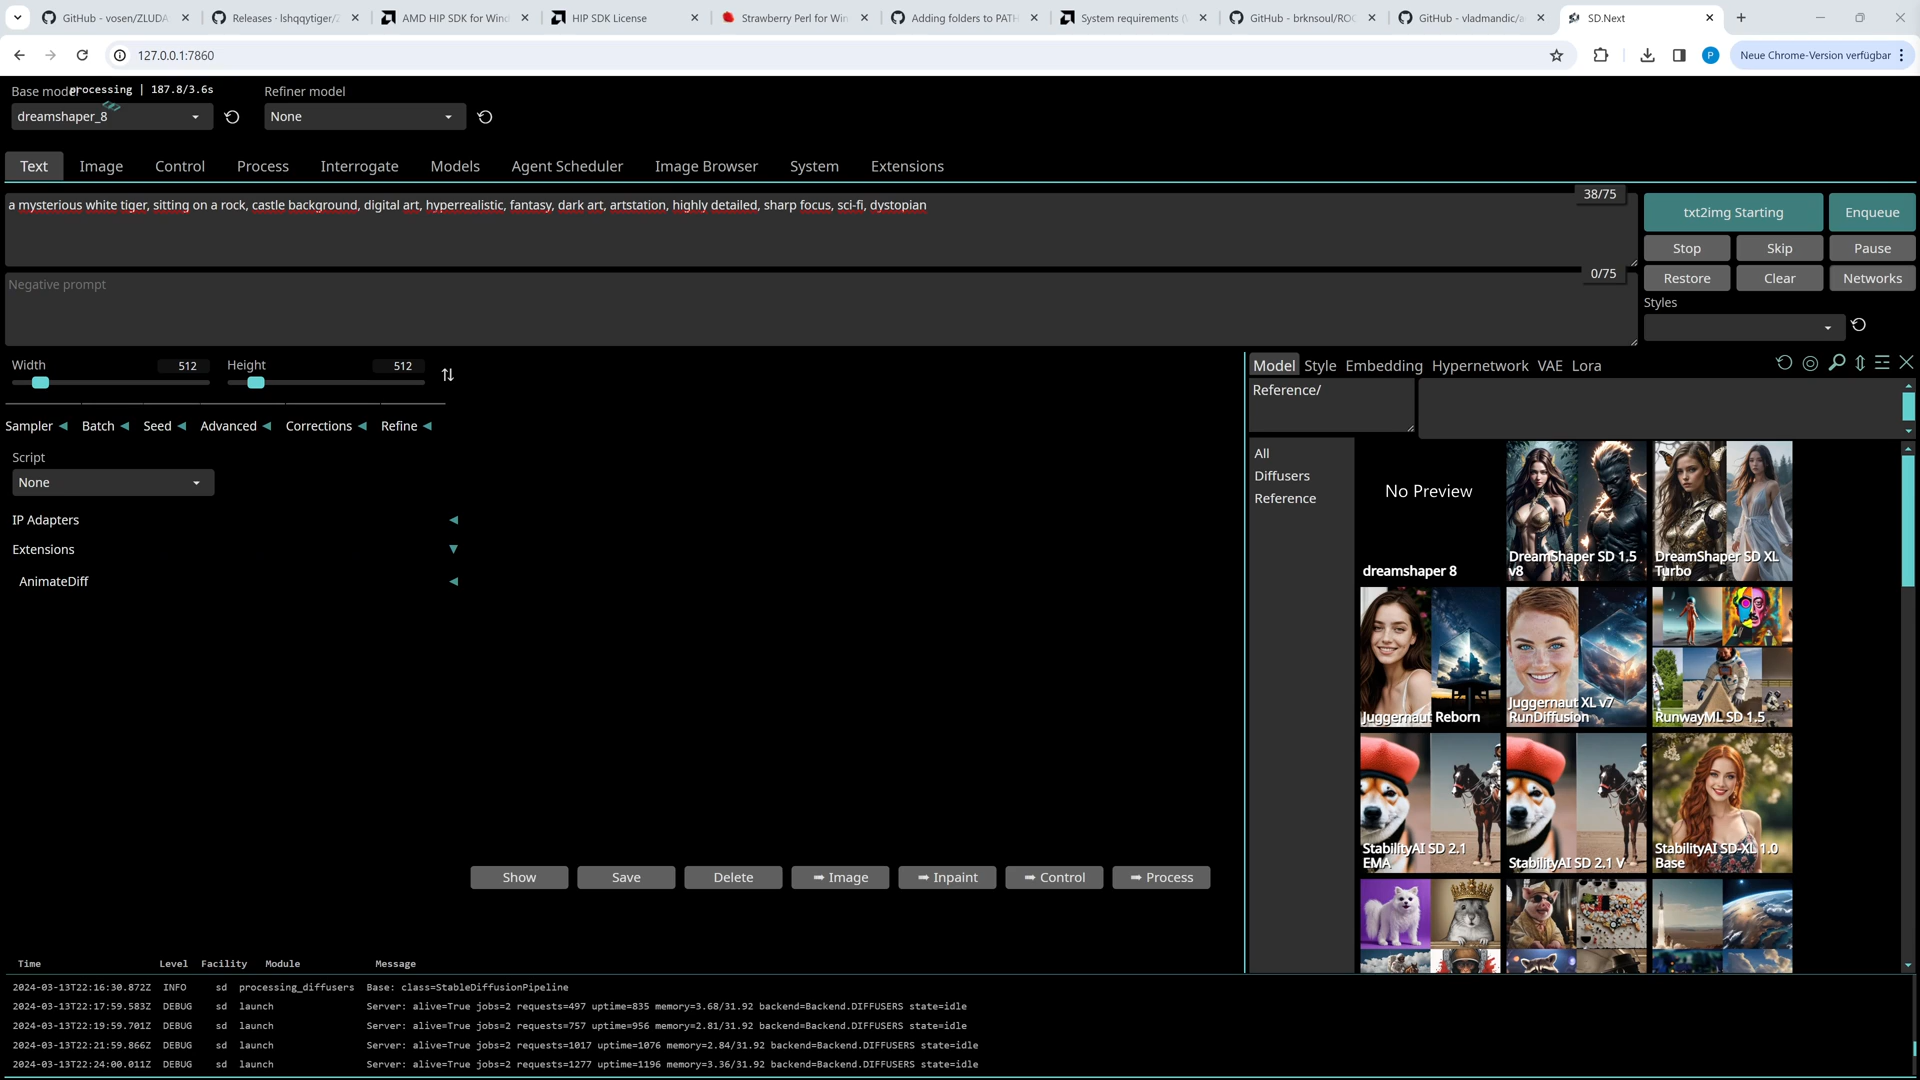 GitHub - vosen/ZLUDA
Releases · lshqqytiger/Z
AMD HIP SDK for Wind
HIP SDK License
Strawberry Perl for Win
Adding folders to PATH
System requirements (
GitHub - brknsoul/ROC
GitHub - vladmandic/a
SD.Next
127.0.0.1:7860
P
Neue Chrome-Version verfügbar
Base model
processing | 187.8/3.6s
Refiner model
dreamshaper_8
None
Text
Image
Control
Process
Interrogate
Models
Agent Scheduler
Image Browser
System
Extensions
38/75
a mysterious white tiger, sitting on a rock, castle background, digital art, hyperrealistic, fantasy, dark art, artstation, highly detailed, sharp focus, sci-fi, dystopian
txt2img Starting
Enqueue
Stop
Skip
Pause
0/75
Negative prompt
Restore
Clear
Networks
Styles
Width
512
Height
512
Model
Style
Embedding
Hypernetwork
VAE
Lora
Reference/
Sampler
Batch
Seed
Advanced
Corrections
Refine
Script
None
IP Adapters
Extensions
AnimateDiff
All
Diffusers
Reference
No Preview
dreamshaper 8
DreamShaper SD 1.5
v8
DreamShaper SD XL
Turbo
Juggernaut Reborn
Juggernaut XL v7
RunDiffusion
RunwayML SD 1.5
StabilityAI SD 2.1
EMA
StabilityAI SD 2.1 V
StabilityAI SD-XL 1.0
Base
Show
Save
Delete
➠ Image
➠ Inpaint
➠ Control
➠ Process
Time Level Facility Module Message
2024-03-13T22:16:30.872Z INFO sd processing_diffusers Base: class=StableDiffusionPipeline
2024-03-13T22:17:59.583Z DEBUG sd launch Server: alive=True jobs=2 requests=497 uptime=835 memory=3.68/31.92 backend=Backend.DIFFUSERS state=idle
2024-03-13T22:19:59.701Z DEBUG sd launch Server: alive=True jobs=2 requests=757 uptime=956 memory=2.81/31.92 backend=Backend.DIFFUSERS state=idle
2024-03-13T22:21:59.866Z DEBUG sd launch Server: alive=True jobs=2 requests=1017 uptime=1076 memory=2.84/31.92 backend=Backend.DIFFUSERS state=idle
2024-03-13T22:24:00.011Z DEBUG sd launch Server: alive=True jobs=2 requests=1277 uptime=1196 memory=3.36/31.92 backend=Backend.DIFFUSERS state=idle